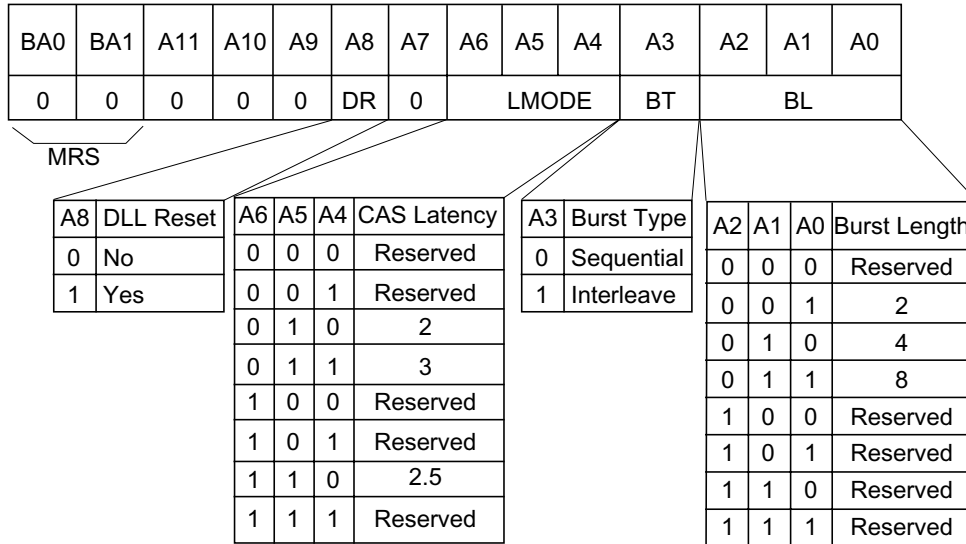 BA0 BA1 A11 A10 A9 A8 A7 A6 A5 A4 A3 A2 A1 A0
0 0 0 0 0 DR 0 LMODE BT BL
MRS
A8 DLL Reset
0 No
1 Yes
A6 A5 A4 CAS Latency
0 0 0 Reserved
0 0 1 Reserved
0 1 0 2
0 1 1 3
1 0 0 Reserved
1 0 1 Reserved
1 1 0 2.5
1 1 1 Reserved
A3 Burst Type
0 Sequential
1 Interleave
A2 A1 A0 Burst Length
0 0 0 Reserved
0 0 1 2
0 1 0 4
0 1 1 8
1 0 0 Reserved
1 0 1 Reserved
1 1 0 Reserved
1 1 1 Reserved